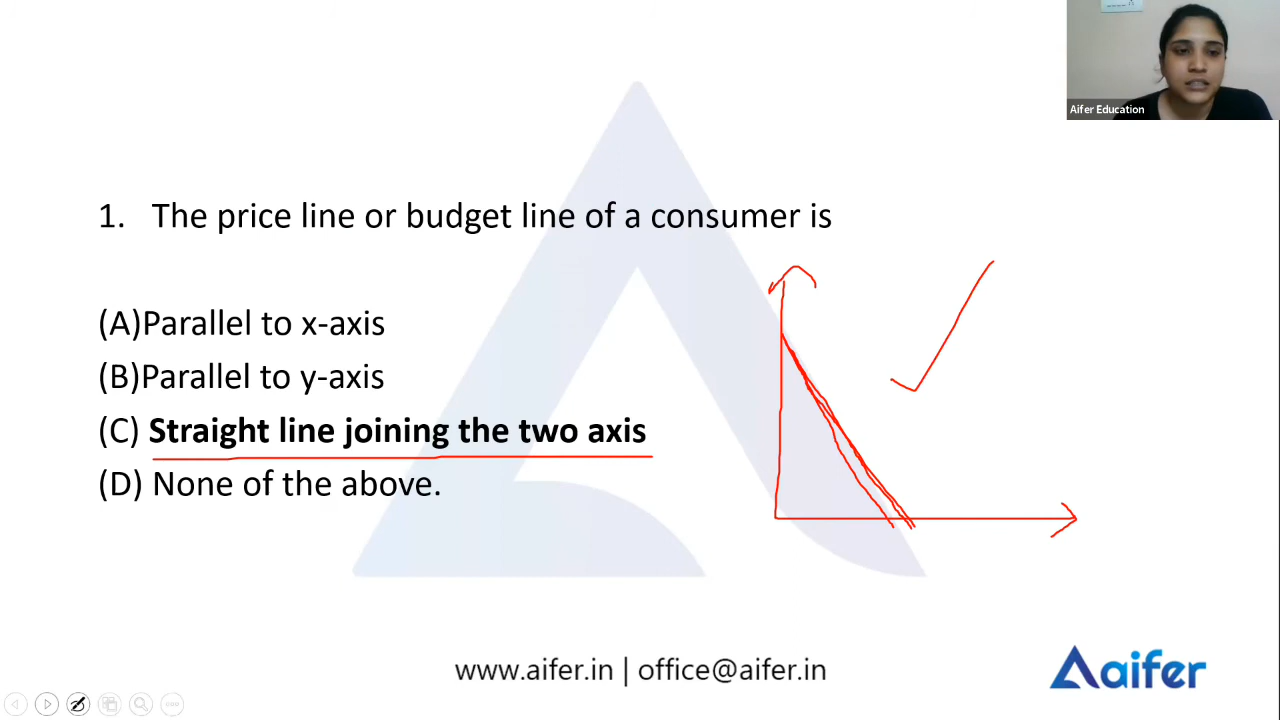 Aifer Education
1. The price line or budget line of a consumer is
(A)Parallel to x-axis
(B)Parallel to y-axis
(C) Straight line joining the two axis
(D) None of the above.
www.aifer.in | office@aifer.in
aifer